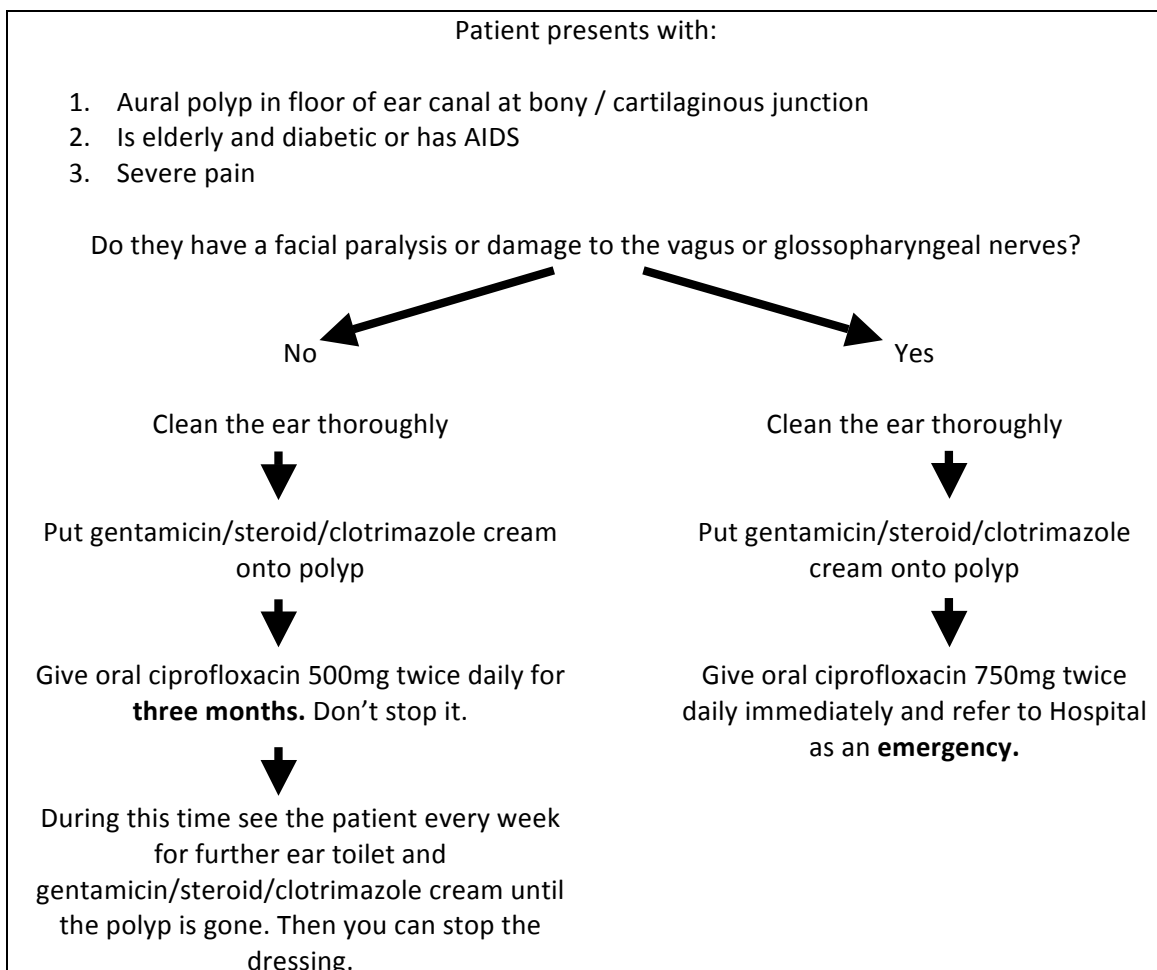 Patient presents with:
1. Aural polyp in floor of ear canal at bony / cartilaginous junction
2. Is elderly and diabetic or has AIDS
3. Severe pain
Do they have a facial paralysis or damage to the vagus or glossopharyngeal nerves?
No
Clean the ear thoroughly
Put gentamicin/steroid/clotrimazole cream
onto polyp
Give oral ciprofloxacin 500mg twice daily for
three months. Don’t stop it.
During this time see the patient every week
for further ear toilet and
gentamicin/steroid/clotrimazole cream until
the polyp is gone. Then you can stop the
dressing.
Yes
Clean the ear thoroughly
Put gentamicin/steroid/clotrimazole
cream onto polyp
Give oral ciprofloxacin 750mg twice
daily immediately and refer to Hospital
as an emergency.